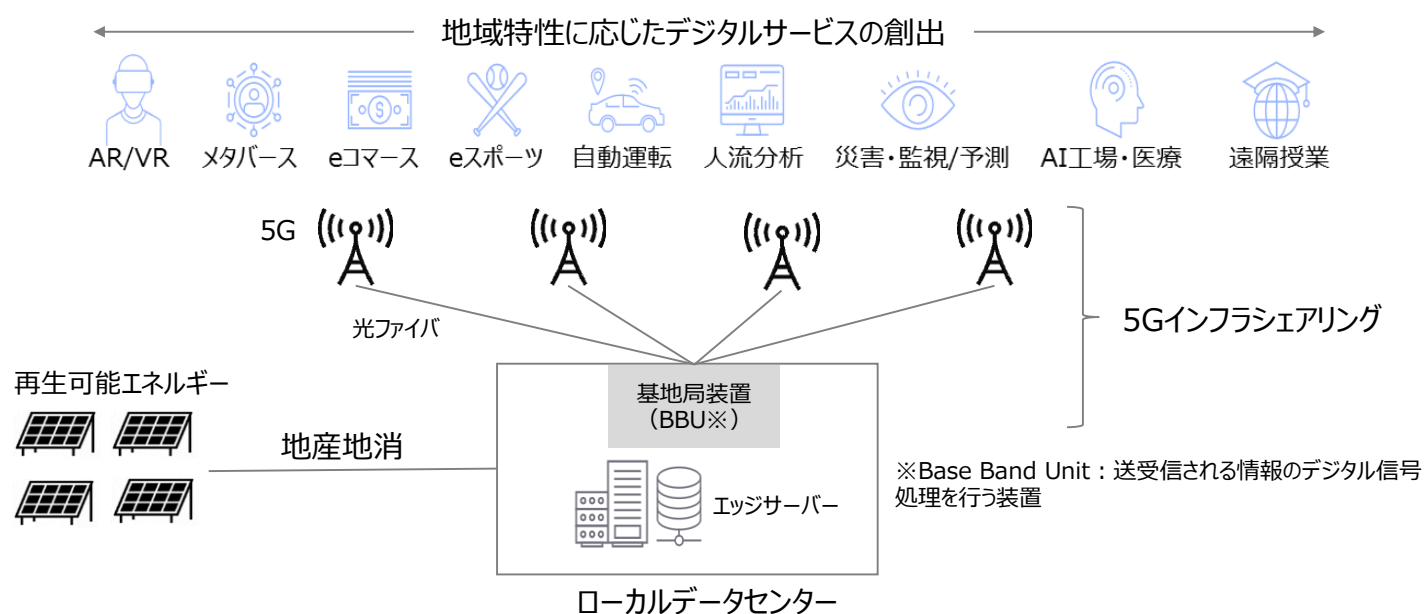 地域特性に応じたデジタルサービスの創出
AR/VR
メタバース
eコマース
eスポーツ
自動運転
人流分析
災害・監視/予測
AI工場・医療
遠隔授業
5G
光ファイバ
5Gインフラシェアリング
再生可能エネルギー
地産地消
基地局装置
（BBU※）
エッジサーバー
※Base Band Unit：送受信される情報のデジタル信号
処理を行う装置
ローカルデータセンター